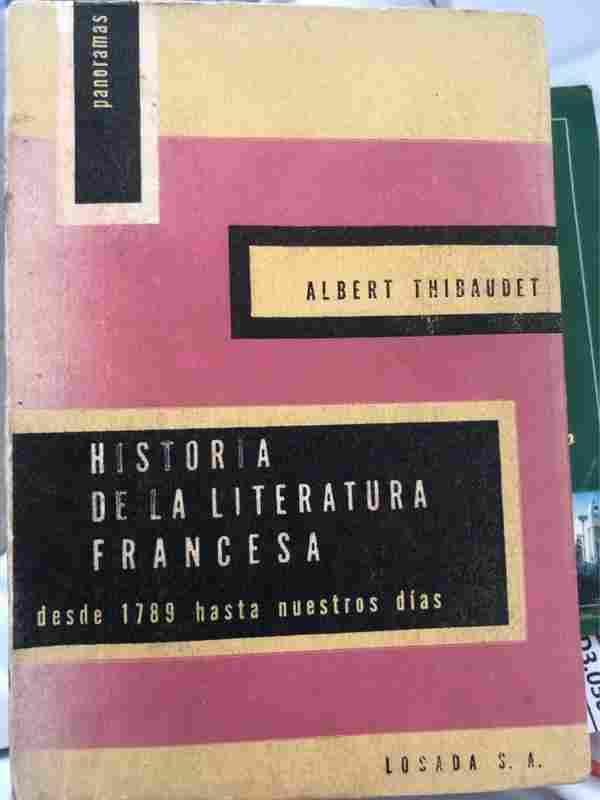 panoramas
ALBERT THIBAUDET
HISTORIA
DE LA LITERATURA
FRANCESA
desde 1789 hasta nuestros días
LOSADA S. A.